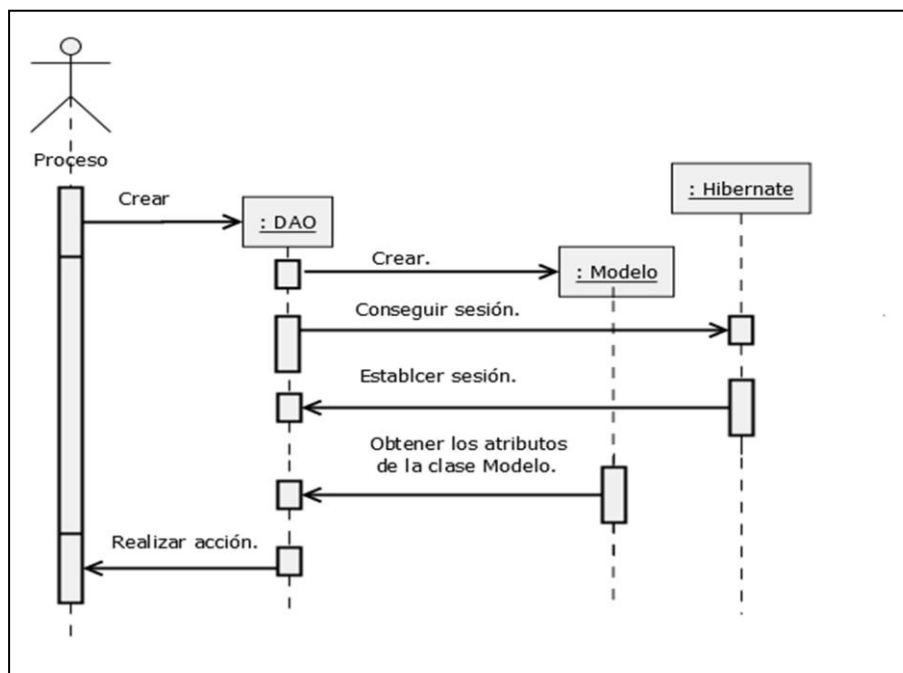 Proceso
Crear
: DAO
: Hibernate
Crear.
: Modelo
Conseguir sesión.
Establcer sesión.
Obtener los atributos
de la clase Modelo.
Realizar acción.